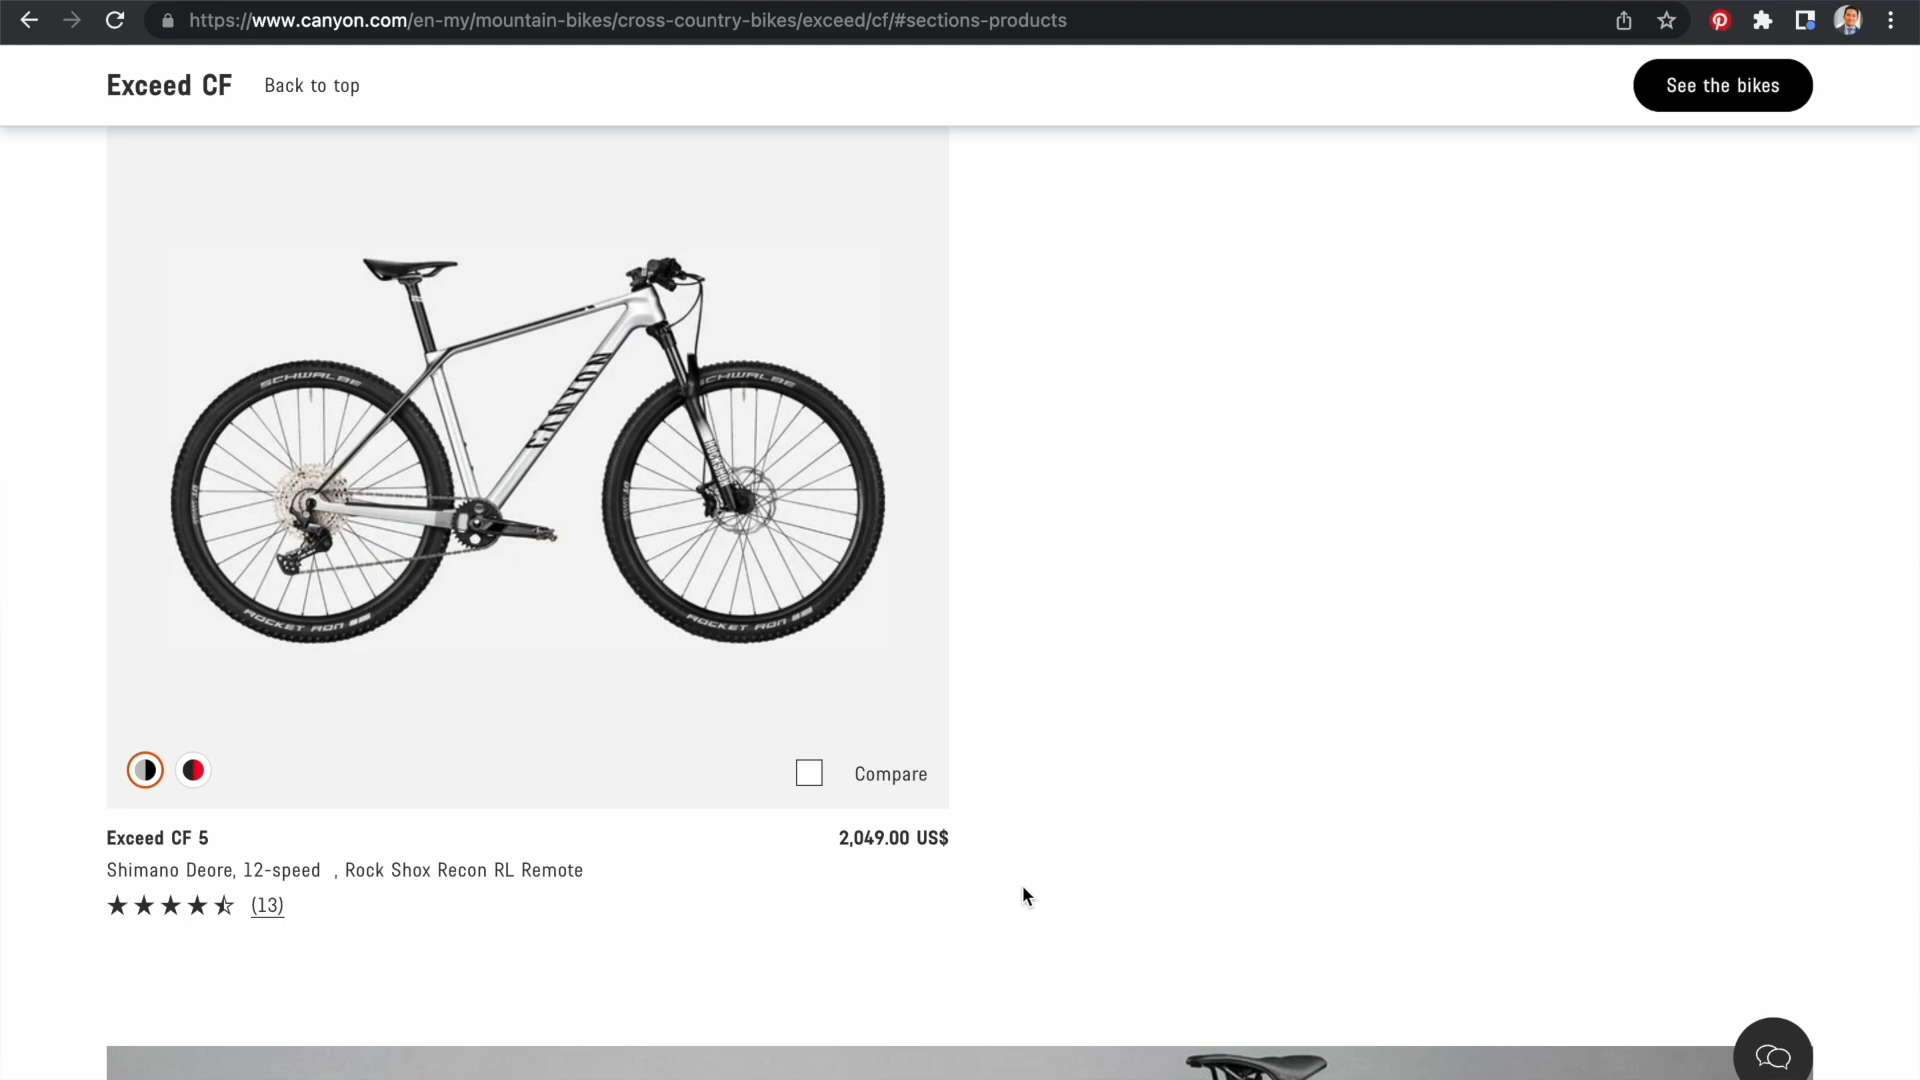 https://www.canyon.com/en-my/mountain-bikes/cross-country-bikes/exceed/cf/#sections-products
Exceed CF
Back to top
See the bikes
SCHWALBE
SCHWALBE
CANYON
ROCKSHOX
ROCKET RON
ROCKET RON
Compare
Exceed CF 5
2,049.00 US$
Shimano Deore, 12-speed , Rock Shox Recon RL Remote
(13)